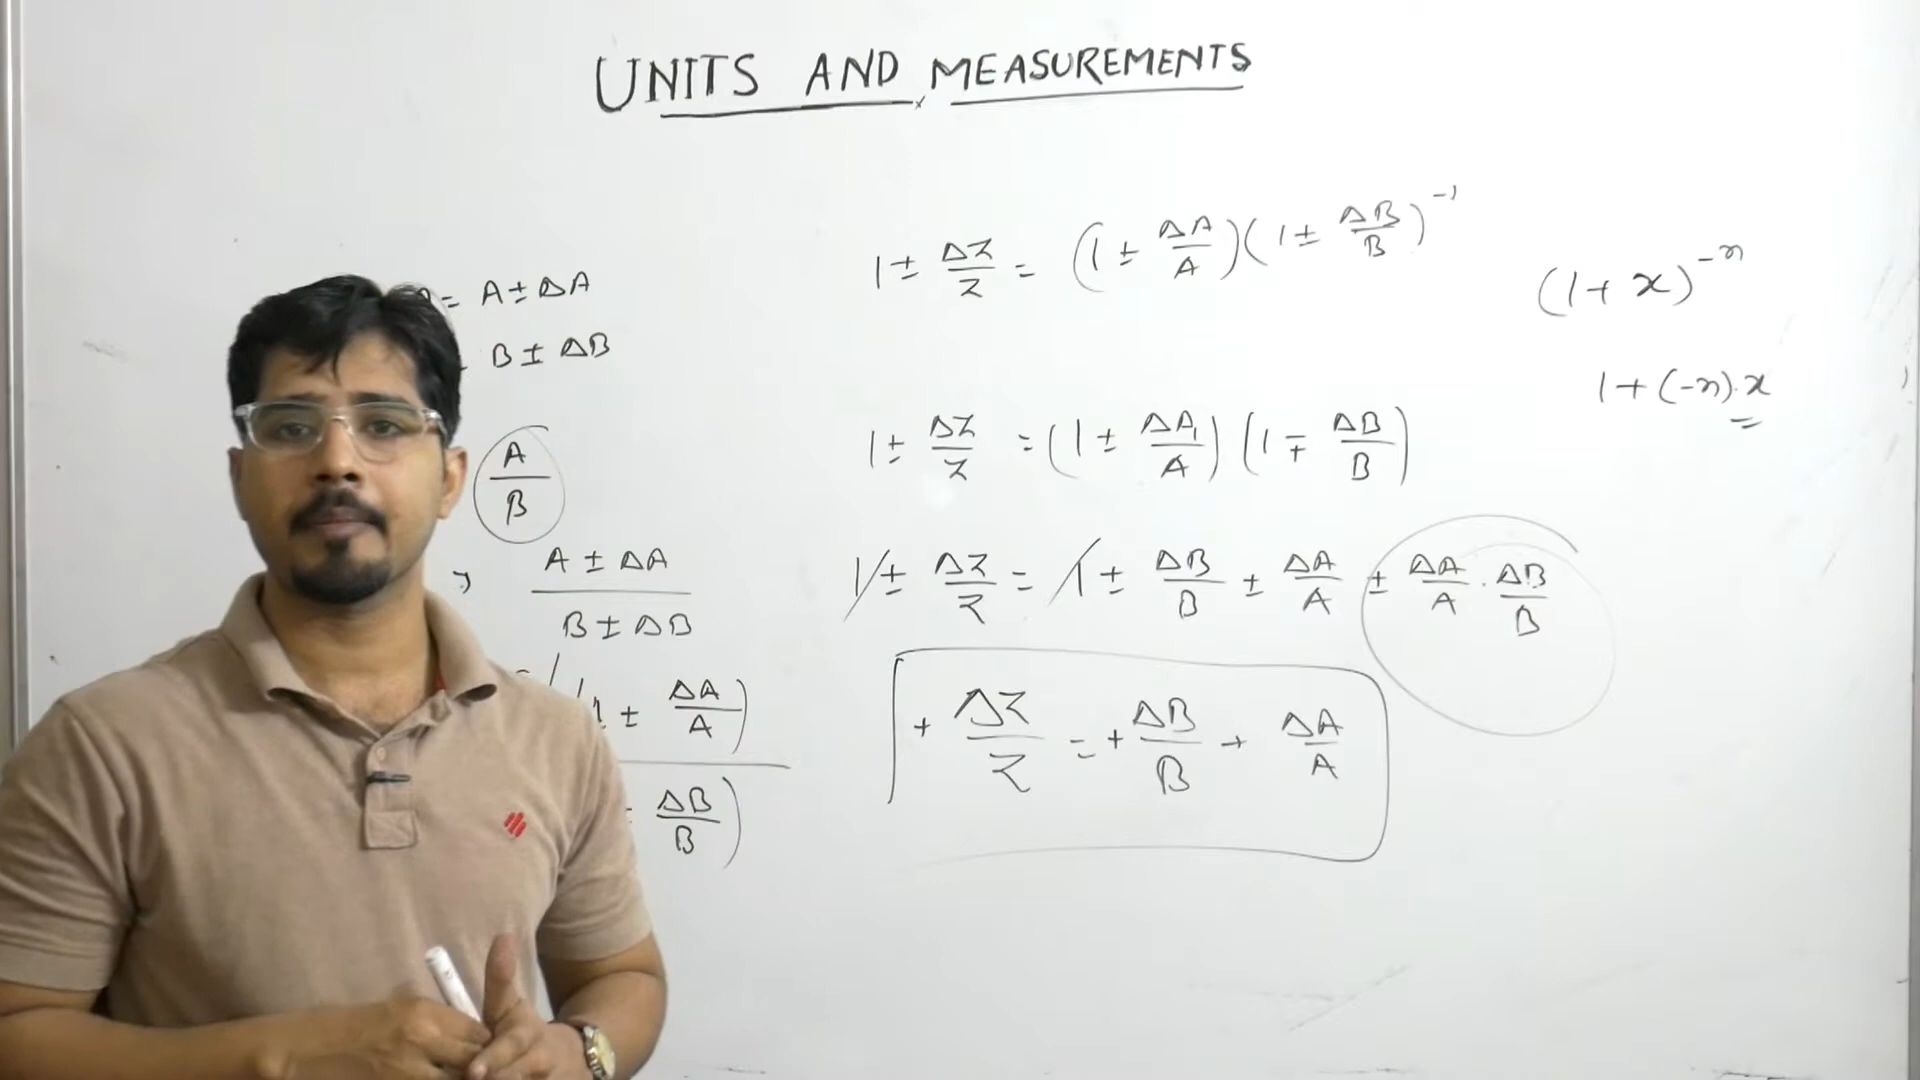 UNITS AND MEASUREMENTS
= A ± ΔA
B ± ΔB
A
B
A ± ΔA
B ± ΔB
± ΔA/A)
ΔB/B)
1 ± ΔZ/Z = (1 ± ΔA/A)(1 ± ΔB/B)⁻¹
1 ± ΔZ/Z = (1 ± ΔA/A)(1 ∓ ΔB/B)
1 ± ΔZ/Z = 1 ± ΔB/B ± ΔA/A ± ΔA/A · ΔB/B
+ ΔZ/Z = + ΔB/B + ΔA/A
(1 + x)⁻ⁿ
1 + (-n).x